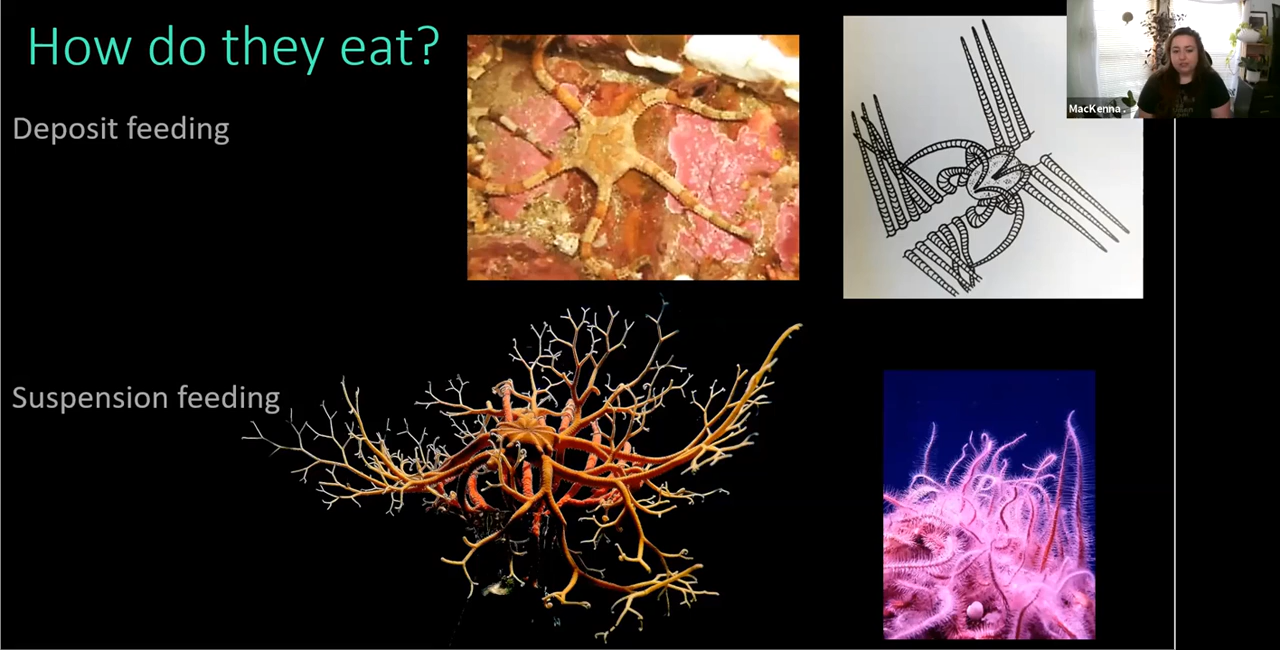 How do they eat?
Deposit feeding
Suspension feeding
MacKenna